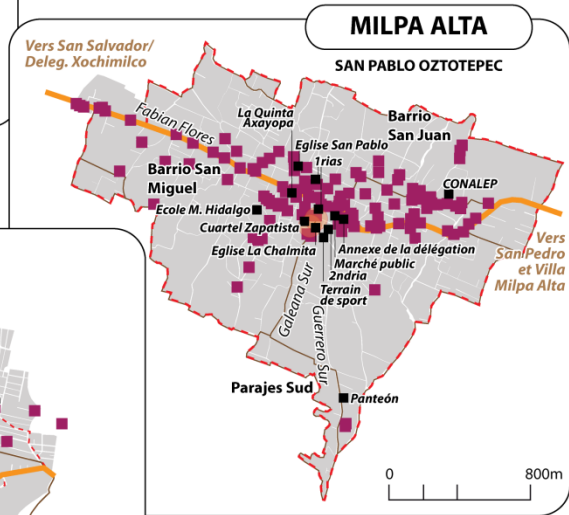 MILPA ALTA
SAN PABLO OZTOTEPEC
Vers San Salvador/
Deleg. Xochimilco
Fabian Flores
La Quinta
Axayopa
Barrio
San Juan
Eglise San Pablo
1rias
Barrio San
Miguel
CONALEP
Ecole M. Hidalgo
Cuartel Zapatista
Eglise La Chalmita
Annexe de la délégation
Marché public
2ndria
Terrain
de sport
Vers
San Pedro
et Villa
Milpa Alta
Galeana Sur
Guerrero Sur
Parajes Sud
Panteón
0
800m